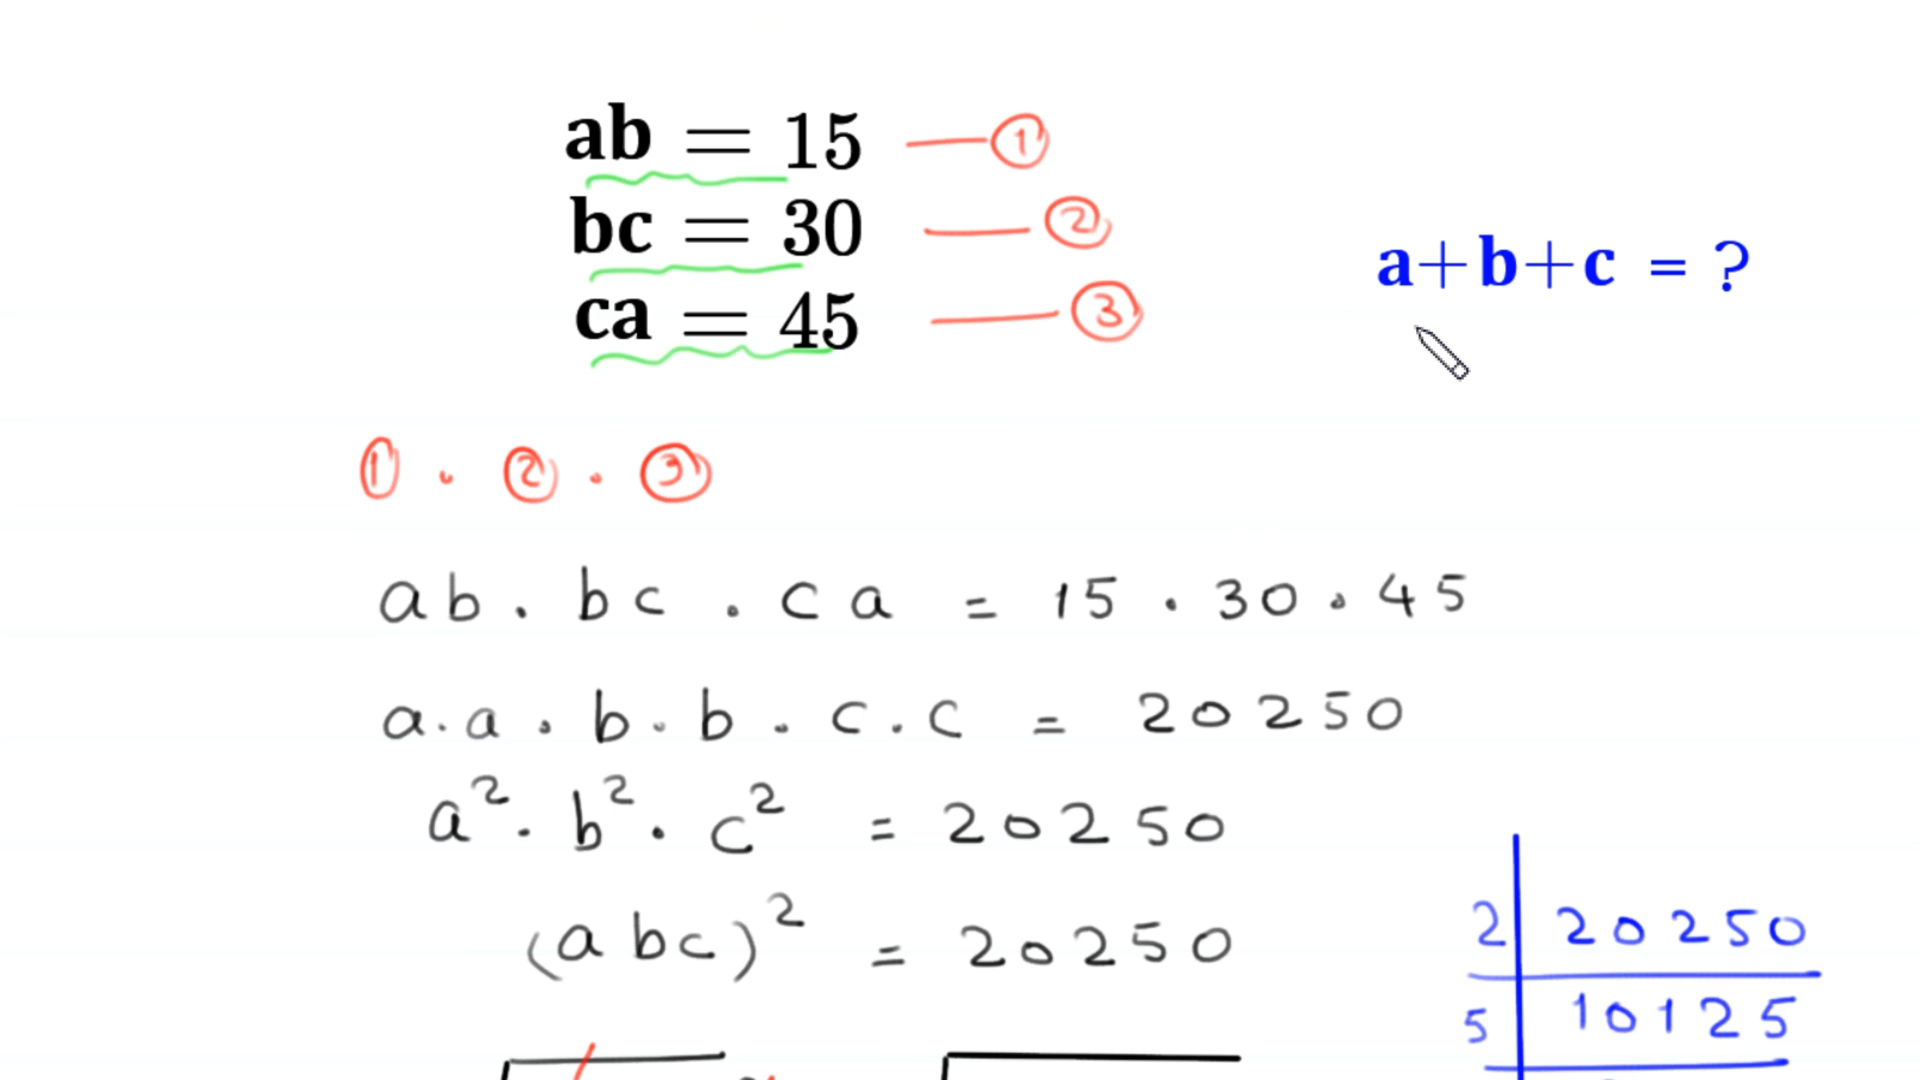 ab = 15 — ①
bc = 30 — ②
ca = 45 — ③
a+b+c = ?
① . ② . ③
ab . bc . ca = 15 . 30 . 45
a.a . b.b . c.c = 20250
a² . b² . c² = 20250
(abc)² = 20250
2 | 20250
5 | 10125